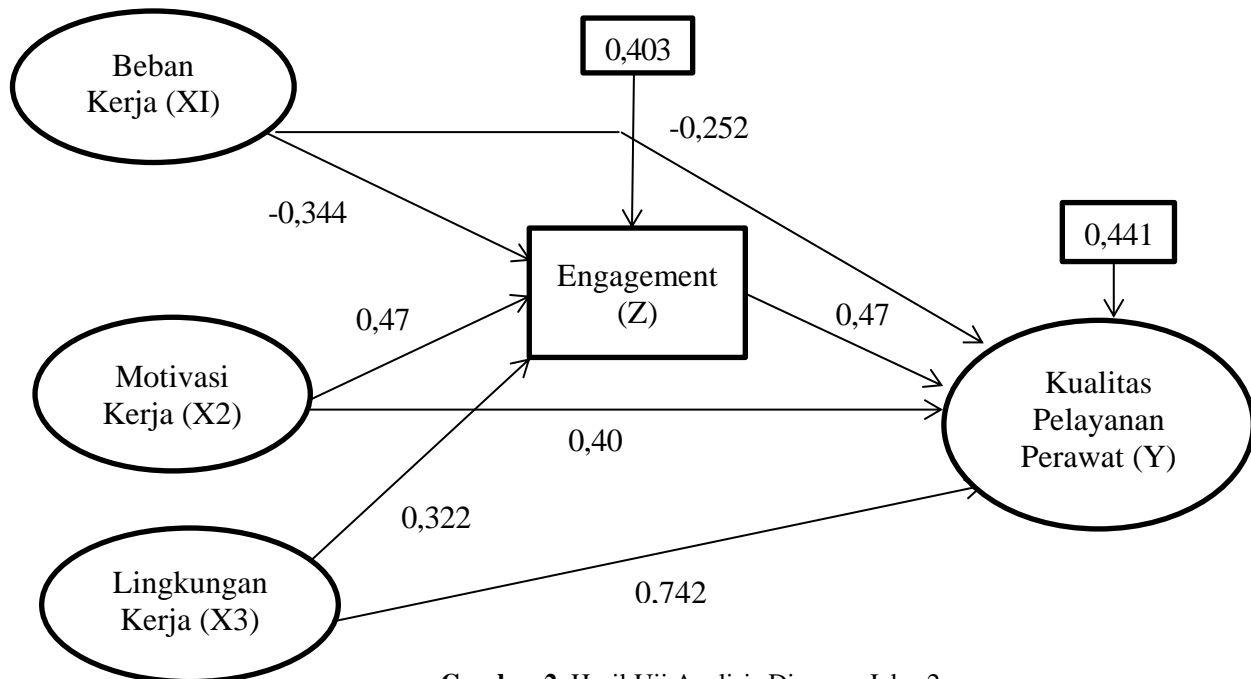 Beban
Kerja (XI)
0,403
-0,252
-0,344
0,441
Engagement
(Z)
0,47
0,47
Motivasi
Kerja (X2)
0,40
Kualitas
Pelayanan
Perawat (Y)
0,322
Lingkungan
Kerja (X3)
0,742
Gambar 2. Hasil Uji Analisis Diagram Jalur 2